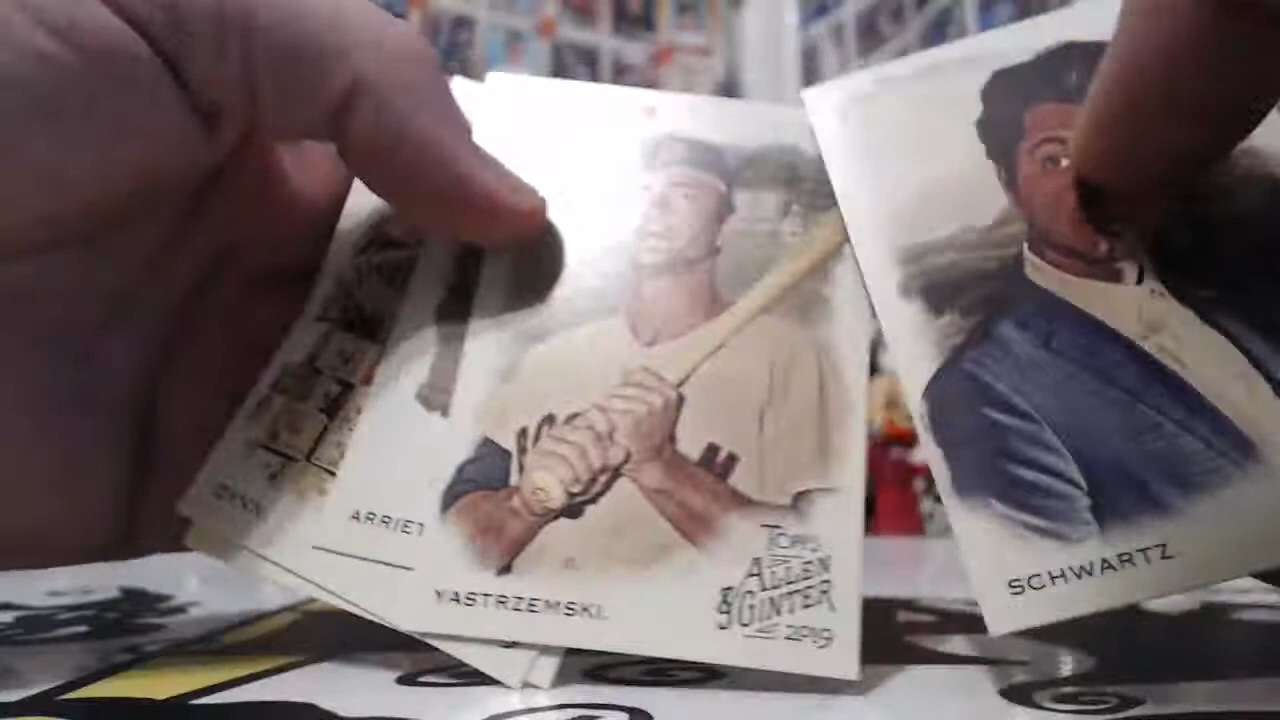 ARRIET
YASTRZEMSKI.
TOPPS
ALLEN
& GINTER
2019
SCHWARTZ